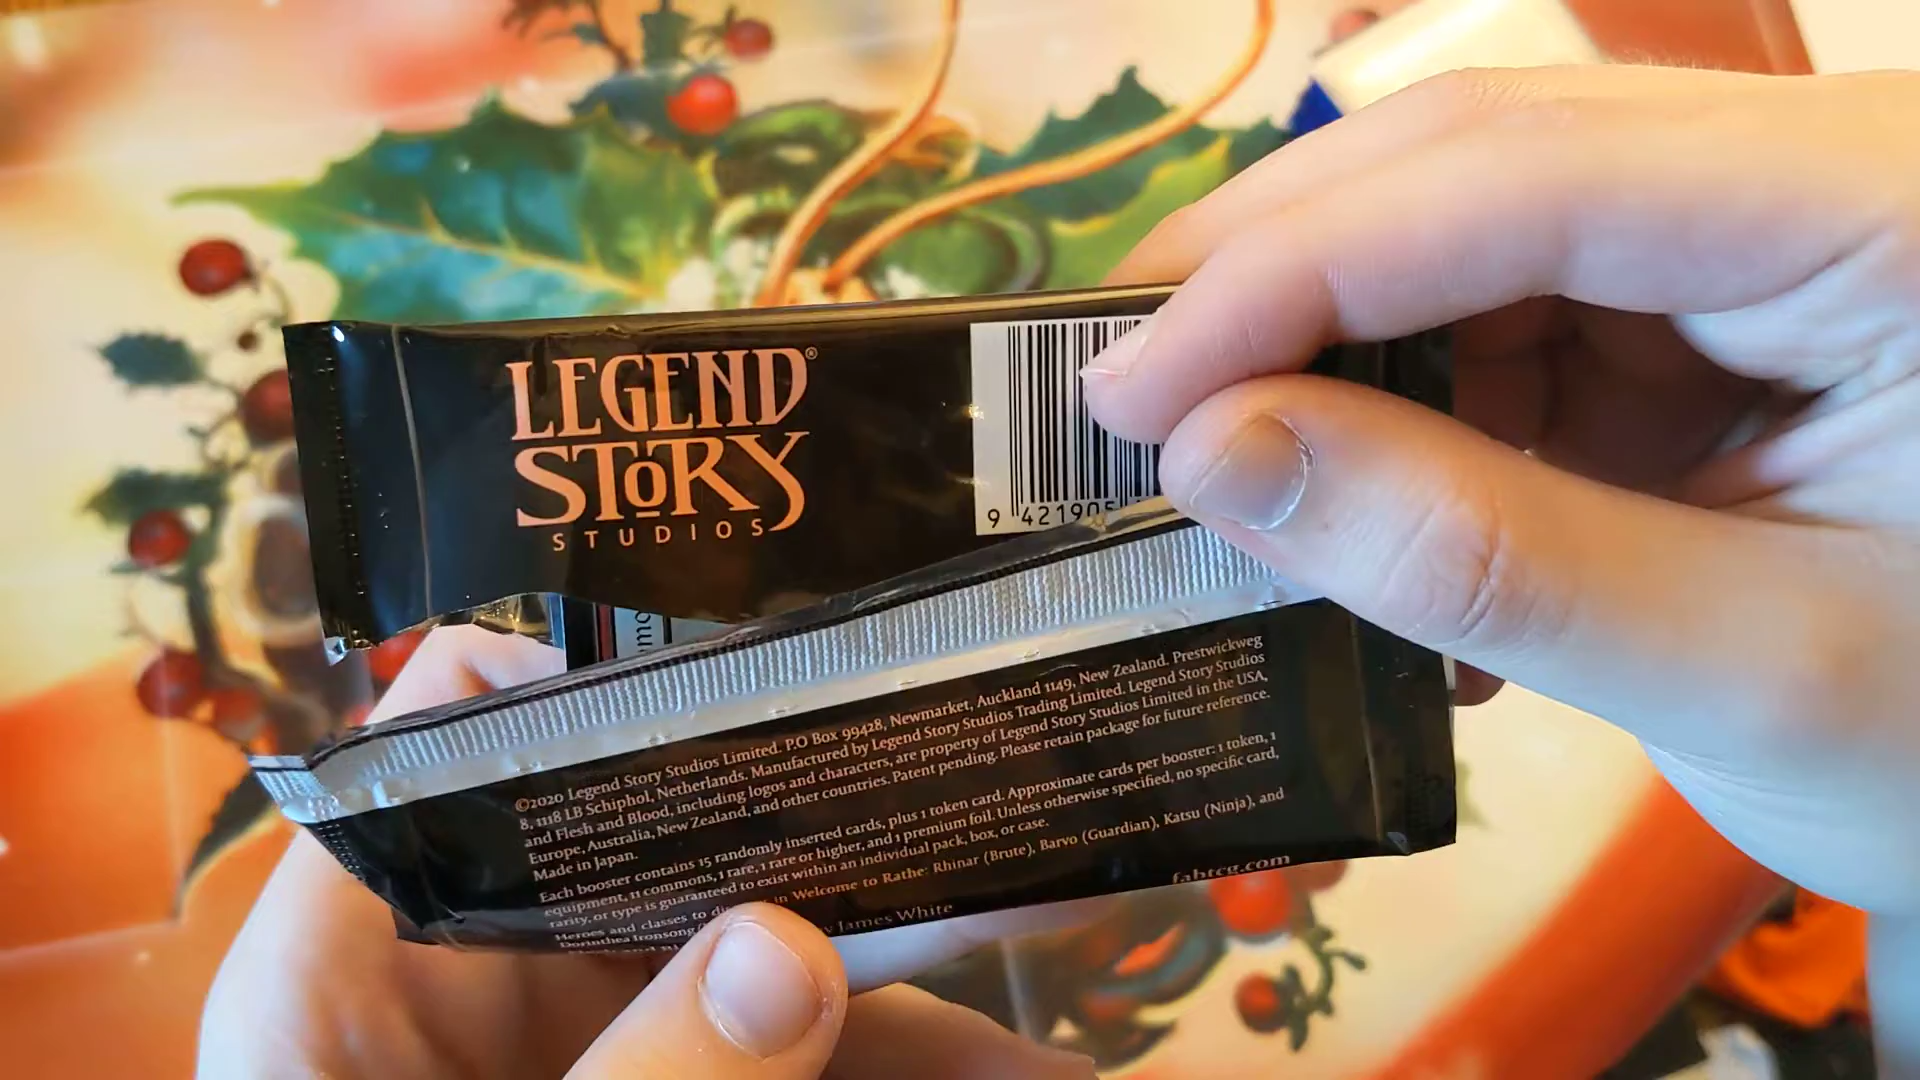 LEGEND®
STORY
STUDIOS
9 421905
©2020 Legend Story Studios Limited. P.O Box 99428, Newmarket, Auckland 1149, New Zealand. Prestwickweg
8, 1118 LB Schiphol, Netherlands. Manufactured by Legend Story Studios Trading Limited. Legend Story Studios
and Flesh and Blood, including logos and characters, are property of Legend Story Studios Limited in the USA,
Europe, Australia, New Zealand, and other countries. Patent pending. Please retain package for future reference.
Made in Japan.
Each booster contains 15 randomly inserted cards, plus 1 token card. Approximate cards per booster: 1 token, 1
equipment, 11 commons, 1 rare, 1 rare or higher, and 1 premium foil. Unless otherwise specified, no specific card,
rarity, or type is guaranteed to exist within an individual pack, box, or case.
Heroes and classes to in Welcome to Rathe: Rhinar (Brute), Barvo (Guardian), Katsu (Ninja), and
Dorinthea Ironsong
James White
fabtcg.com